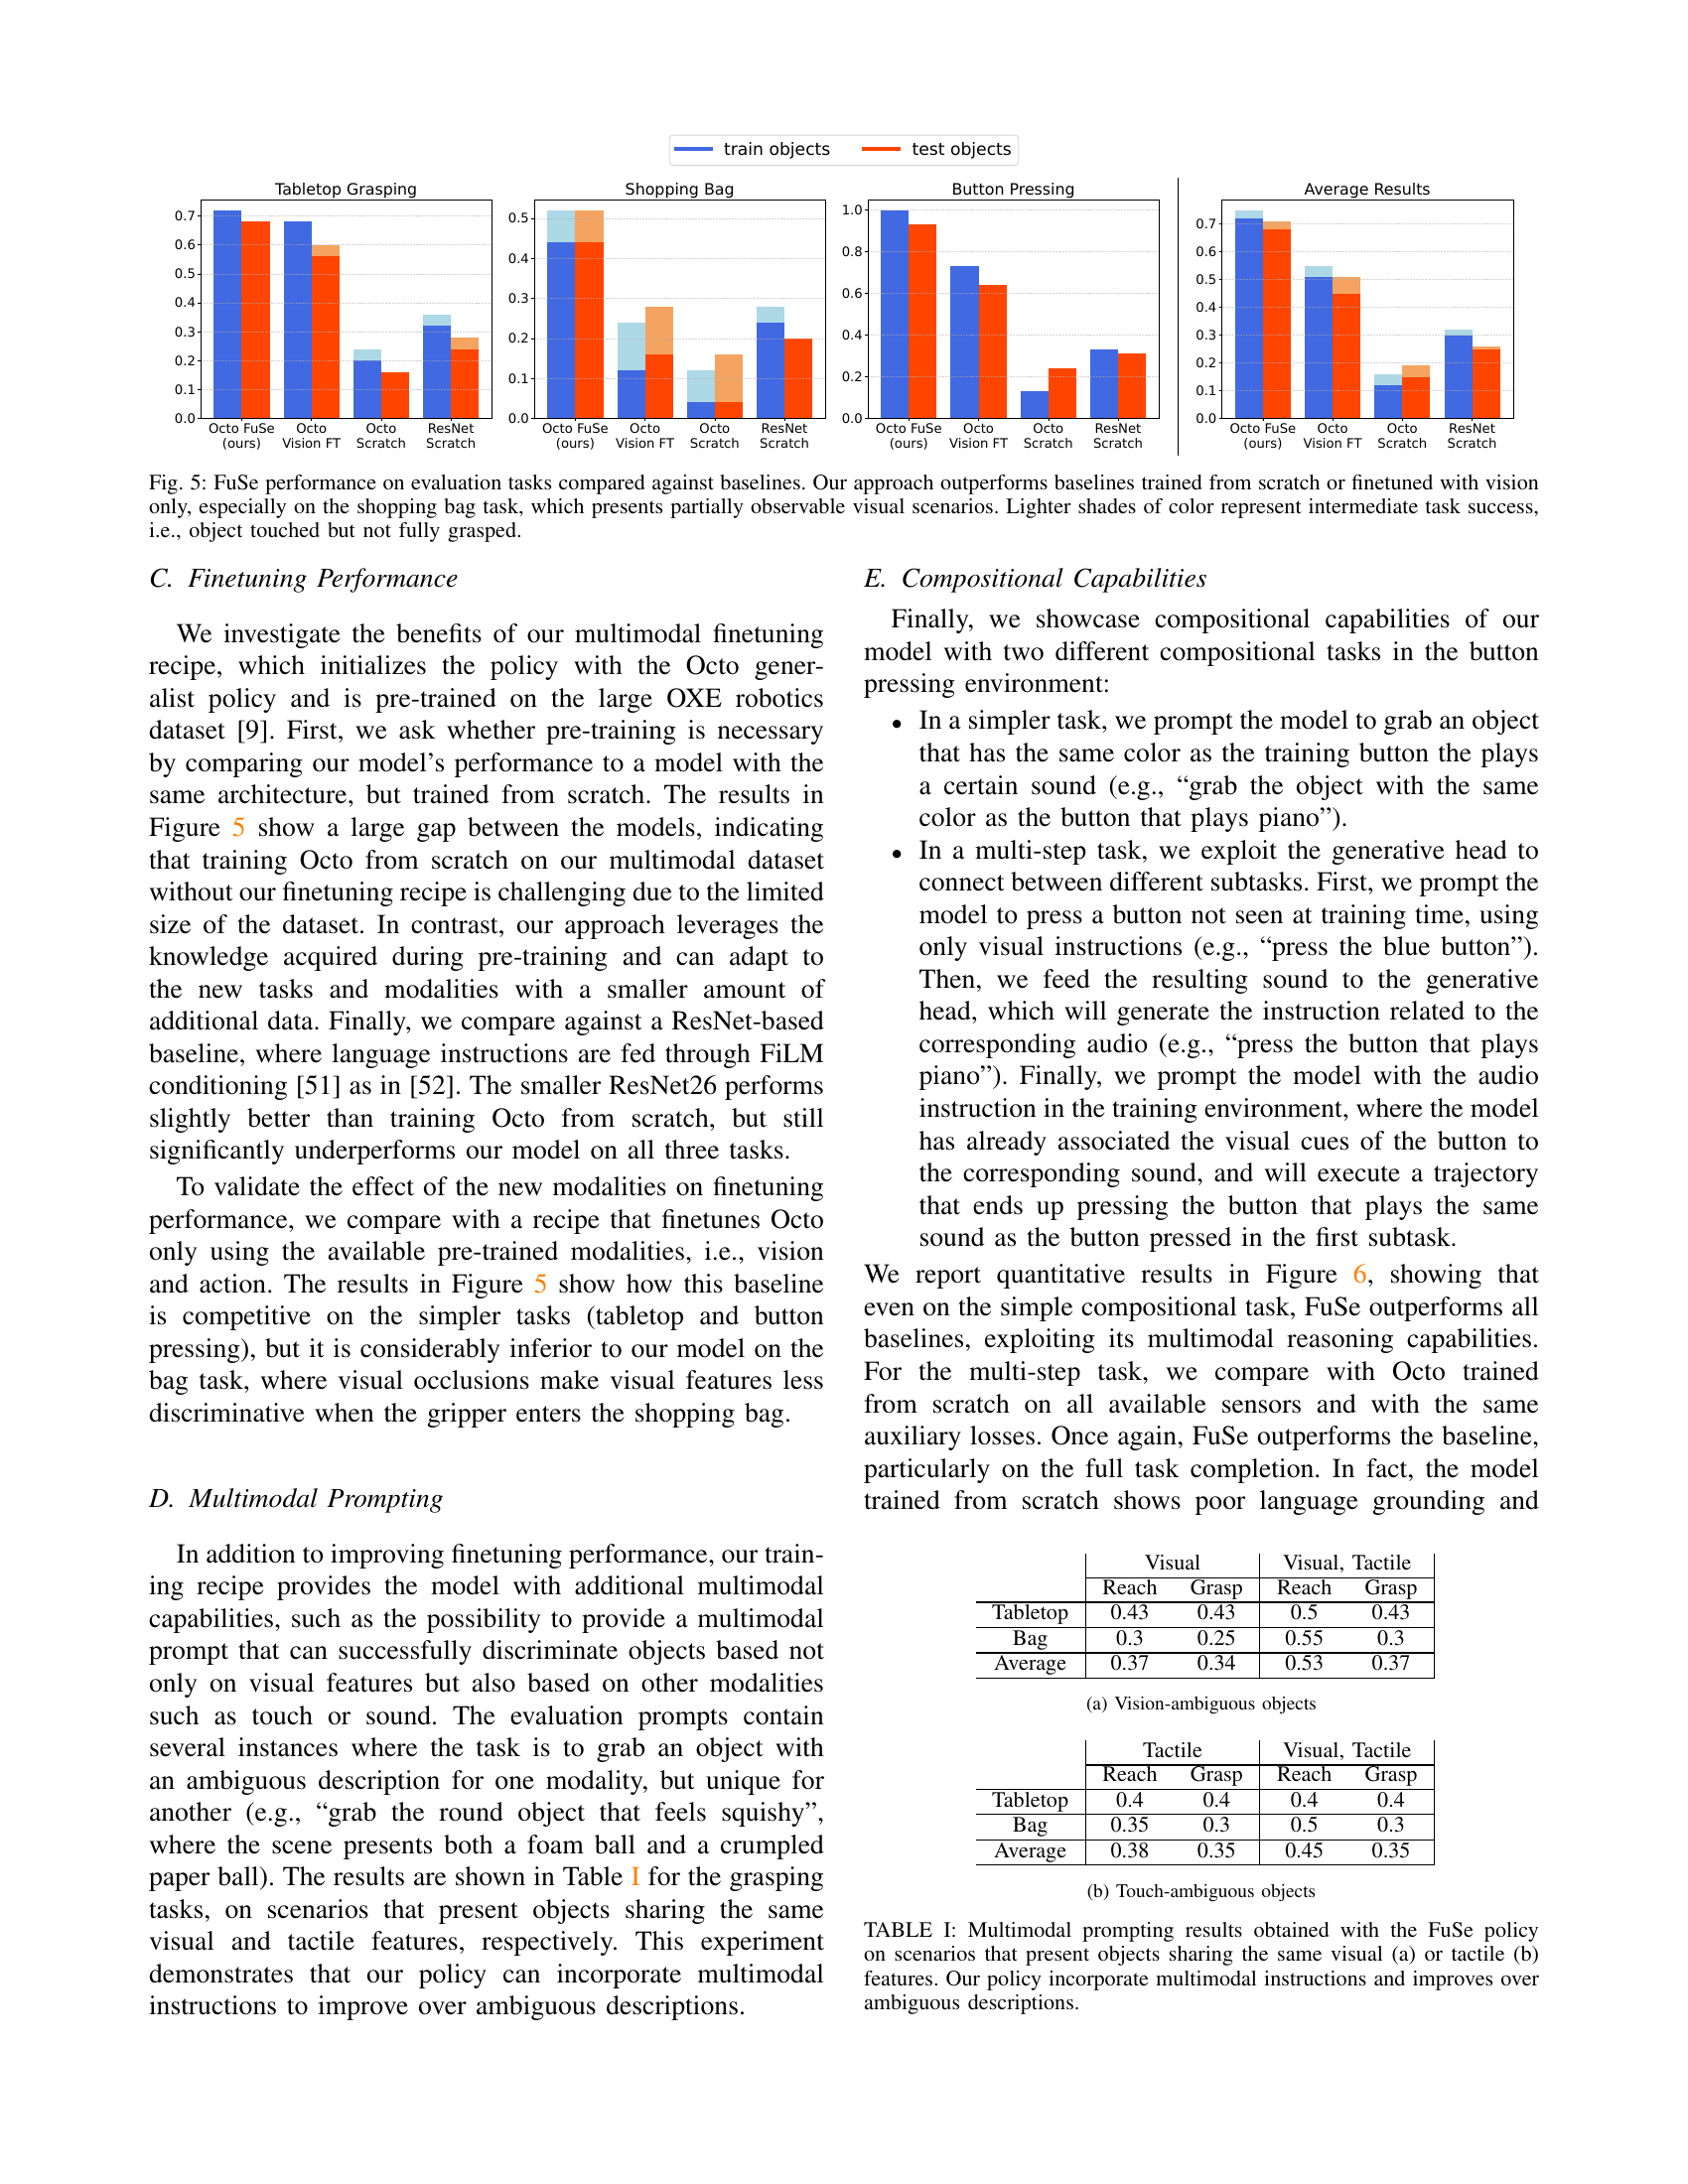 train objects test objects
Tabletop Grasping
0.7
0.6
0.5
0.4
0.3
0.2
0.1
0.0
Octo FuSe Octo Octo ResNet
(ours) Vision FT Scratch Scratch
Shopping Bag
0.5
0.4
0.3
0.2
0.1
0.0
Octo FuSe Octo Octo ResNet
(ours) Vision FT Scratch Scratch
Button Pressing
1.0
0.8
0.6
0.4
0.2
0.0
Octo FuSe Octo Octo ResNet
(ours) Vision FT Scratch Scratch
Average Results
0.7
0.6
0.5
0.4
0.3
0.2
0.1
0.0
Octo FuSe Octo Octo ResNet
(ours) Vision FT Scratch Scratch
Fig. 5: FuSe performance on evaluation tasks compared against baselines. Our approach outperforms baselines trained from scratch or finetuned with vision
only, especially on the shopping bag task, which presents partially observable visual scenarios. Lighter shades of color represent intermediate task success,
i.e., object touched but not fully grasped.
C. Finetuning Performance
We investigate the benefits of our multimodal finetuning
recipe, which initializes the policy with the Octo gener-
alist policy and is pre-trained on the large OXE robotics
dataset [9]. First, we ask whether pre-training is necessary
by comparing our model's performance to a model with the
same architecture, but trained from scratch. The results in
Figure 5 show a large gap between the models, indicating
that training Octo from scratch on our multimodal dataset
without our finetuning recipe is challenging due to the limited
size of the dataset. In contrast, our approach leverages the
knowledge acquired during pre-training and can adapt to
the new tasks and modalities with a smaller amount of
additional data. Finally, we compare against a ResNet-based
baseline, where language instructions are fed through FiLM
conditioning [51] as in [52]. The smaller ResNet26 performs
slightly better than training Octo from scratch, but still
significantly underperforms our model on all three tasks.
To validate the effect of the new modalities on finetuning
performance, we compare with a recipe that finetunes Octo
only using the available pre-trained modalities, i.e., vision
and action. The results in Figure 5 show how this baseline
is competitive on the simpler tasks (tabletop and button
pressing), but it is considerably inferior to our model on the
bag task, where visual occlusions make visual features less
discriminative when the gripper enters the shopping bag.
D. Multimodal Prompting
In addition to improving finetuning performance, our train-
ing recipe provides the model with additional multimodal
capabilities, such as the possibility to provide a multimodal
prompt that can successfully discriminate objects based not
only on visual features but also based on other modalities
such as touch or sound. The evaluation prompts contain
several instances where the task is to grab an object with
an ambiguous description for one modality, but unique for
another (e.g., “grab the round object that feels squishy”,
where the scene presents both a foam ball and a crumpled
paper ball). The results are shown in Table I for the grasping
tasks, on scenarios that present objects sharing the same
visual and tactile features, respectively. This experiment
demonstrates that our policy can incorporate multimodal
instructions to improve over ambiguous descriptions.
E. Compositional Capabilities
Finally, we showcase compositional capabilities of our
model with two different compositional tasks in the button
pressing environment:
• In a simpler task, we prompt the model to grab an object
that has the same color as the training button the plays
a certain sound (e.g., “grab the object with the same
color as the button that plays piano”).
• In a multi-step task, we exploit the generative head to
connect between different subtasks. First, we prompt the
model to press a button not seen at training time, using
only visual instructions (e.g., “press the blue button”).
Then, we feed the resulting sound to the generative
head, which will generate the instruction related to the
corresponding audio (e.g., “press the button that plays
piano”). Finally, we prompt the model with the audio
instruction in the training environment, where the model
has already associated the visual cues of the button to
the corresponding sound, and will execute a trajectory
that ends up pressing the button that plays the same
sound as the button pressed in the first subtask.
We report quantitative results in Figure 6, showing that
even on the simple compositional task, FuSe outperforms all
baselines, exploiting its multimodal reasoning capabilities.
For the multi-step task, we compare with Octo trained
from scratch on all available sensors and with the same
auxiliary losses. Once again, FuSe outperforms the baseline,
particularly on the full task completion. In fact, the model
trained from scratch shows poor language grounding and
Visual Visual, Tactile
Reach Grasp Reach Grasp
Tabletop 0.43 0.43 0.5 0.43
Bag 0.3 0.25 0.55 0.3
Average 0.37 0.34 0.53 0.37
(a) Vision-ambiguous objects
Tactile Visual, Tactile
Reach Grasp Reach Grasp
Tabletop 0.4 0.4 0.4 0.4
Bag 0.35 0.3 0.5 0.3
Average 0.38 0.35 0.45 0.35
(b) Touch-ambiguous objects
TABLE I: Multimodal prompting results obtained with the FuSe policy
on scenarios that present objects sharing the same visual (a) or tactile (b)
features. Our policy incorporate multimodal instructions and improves over
ambiguous descriptions.